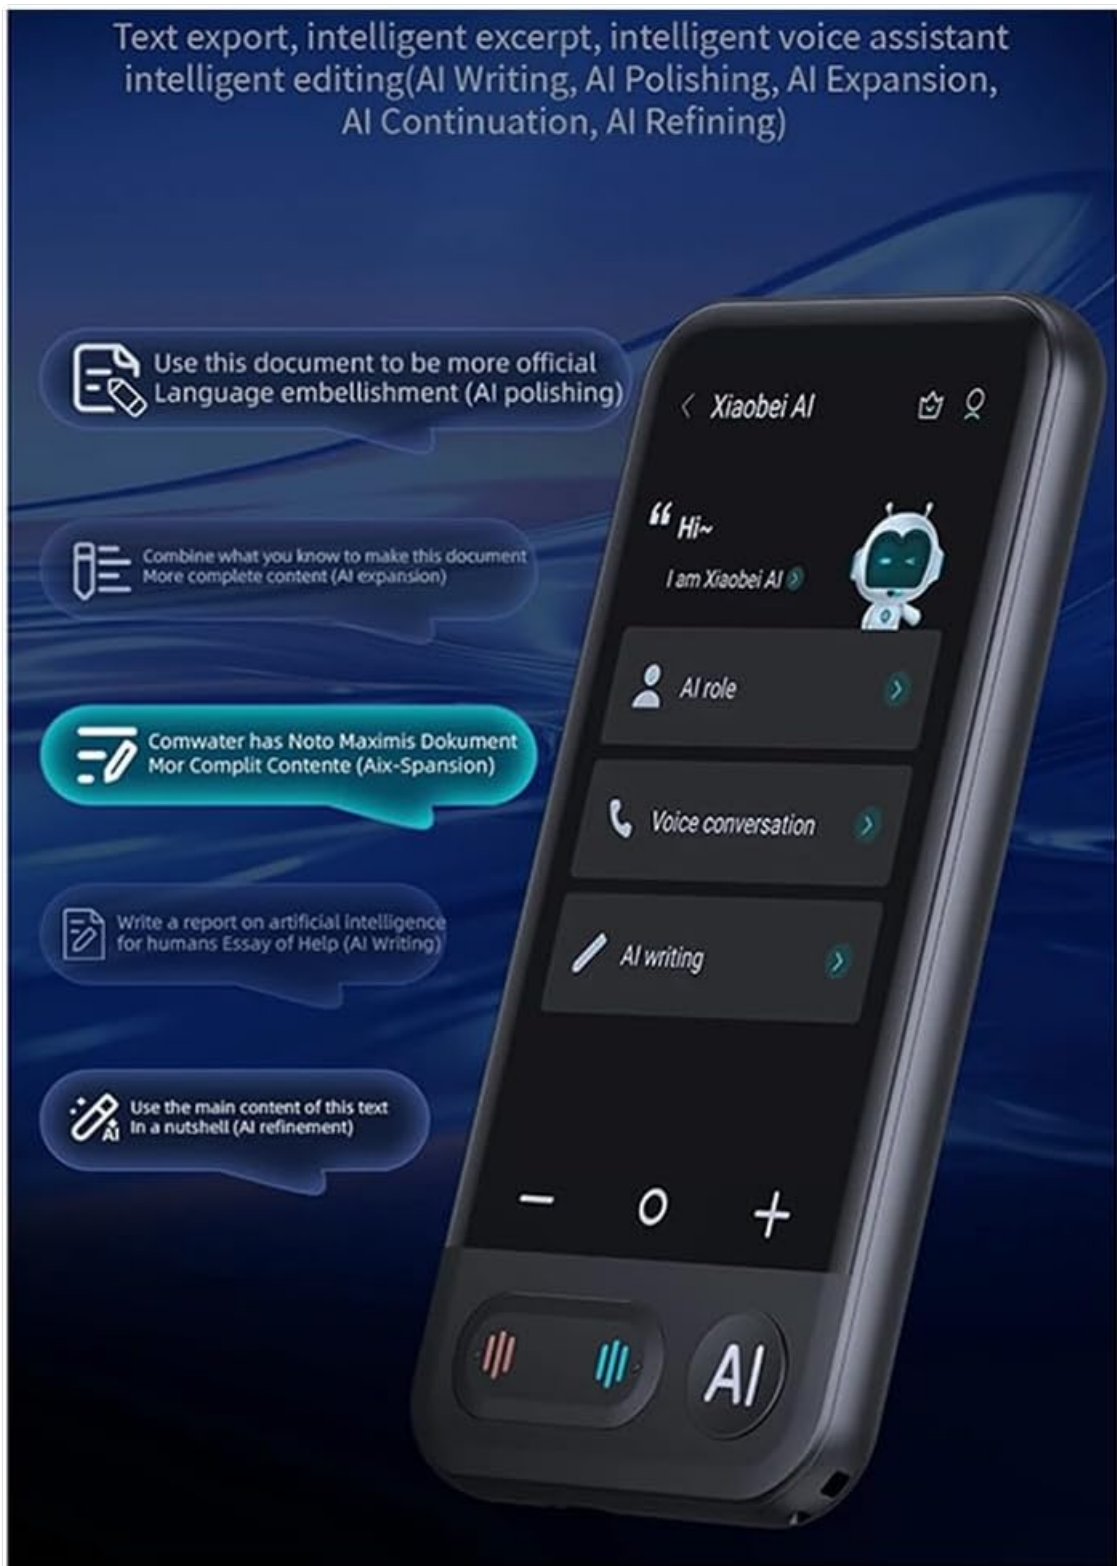 Text export, intelligent excerpt, intelligent voice assistant
intelligent editing(AI Writing, AI Polishing, AI Expansion,
AI Continuation, AI Refining)
Use this document to be more official
Language embellishment (AI polishing)
Combine what you know to make this document
More complete content (AI expansion)
Comwater has Noto Maximis Dokument
Mor Complit Contente (Aix-Spansion)
Write a report on artificial intelligence
for humans Essay of Help (AI Writing)
Use the main content of this text
In a nutshell (AI refinement)
AI
Xiaobei AI
“ Hi~
I am Xiaobei AI
AI role
Voice conversation
AI writing
AI